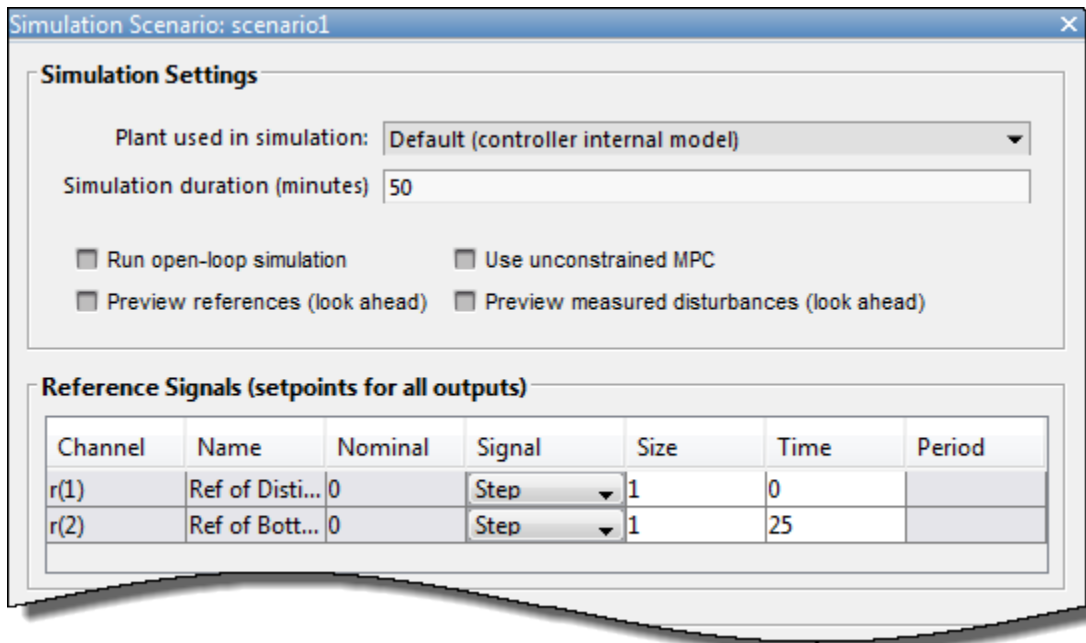 Simulation Scenario: scenario1
Simulation Settings
Plant used in simulation: Default (controller internal model)
Simulation duration (minutes) 50
Run open-loop simulation Use unconstrained MPC
Preview references (look ahead) Preview measured disturbances (look ahead)
Reference Signals (setpoints for all outputs)
Channel Name Nominal Signal Size Time Period
r(1) Ref of Disti... 0 Step 1 0
r(2) Ref of Bott... 0 Step 1 25